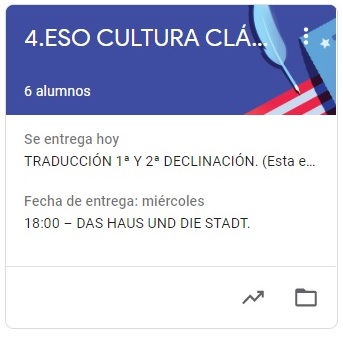 4.ESO CULTURA CLÁ...
6 alumnos
Se entrega hoy
TRADUCCIÓN 1ª Y 2ª DECLINACIÓN. (Esta e...
Fecha de entrega: miércoles
18:00 – DAS HAUS UND DIE STADT.